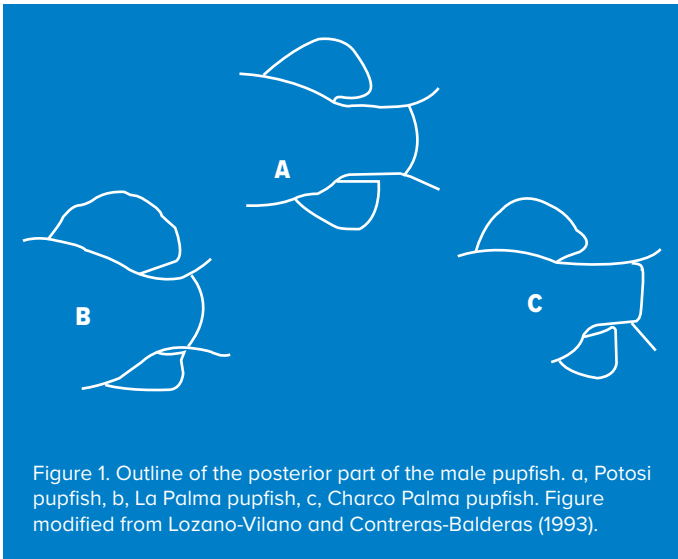 A
B
C
Figure 1. Outline of the posterior part of the male pupfish. a, Potosi
pupfish, b, La Palma pupfish, c, Charco Palma pupfish. Figure
modified from Lozano-Vilano and Contreras-Balderas (1993).